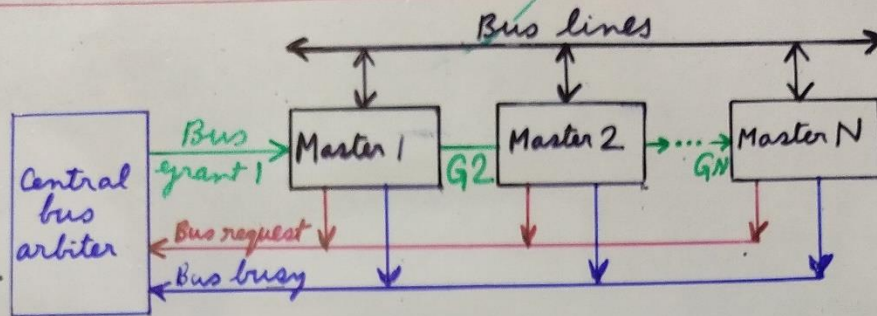 Bus lines
Bus
grant 1
Master 1
G2
Master 2
...
GN
Master N
Central
bus
arbiter
Bus request
Bus busy